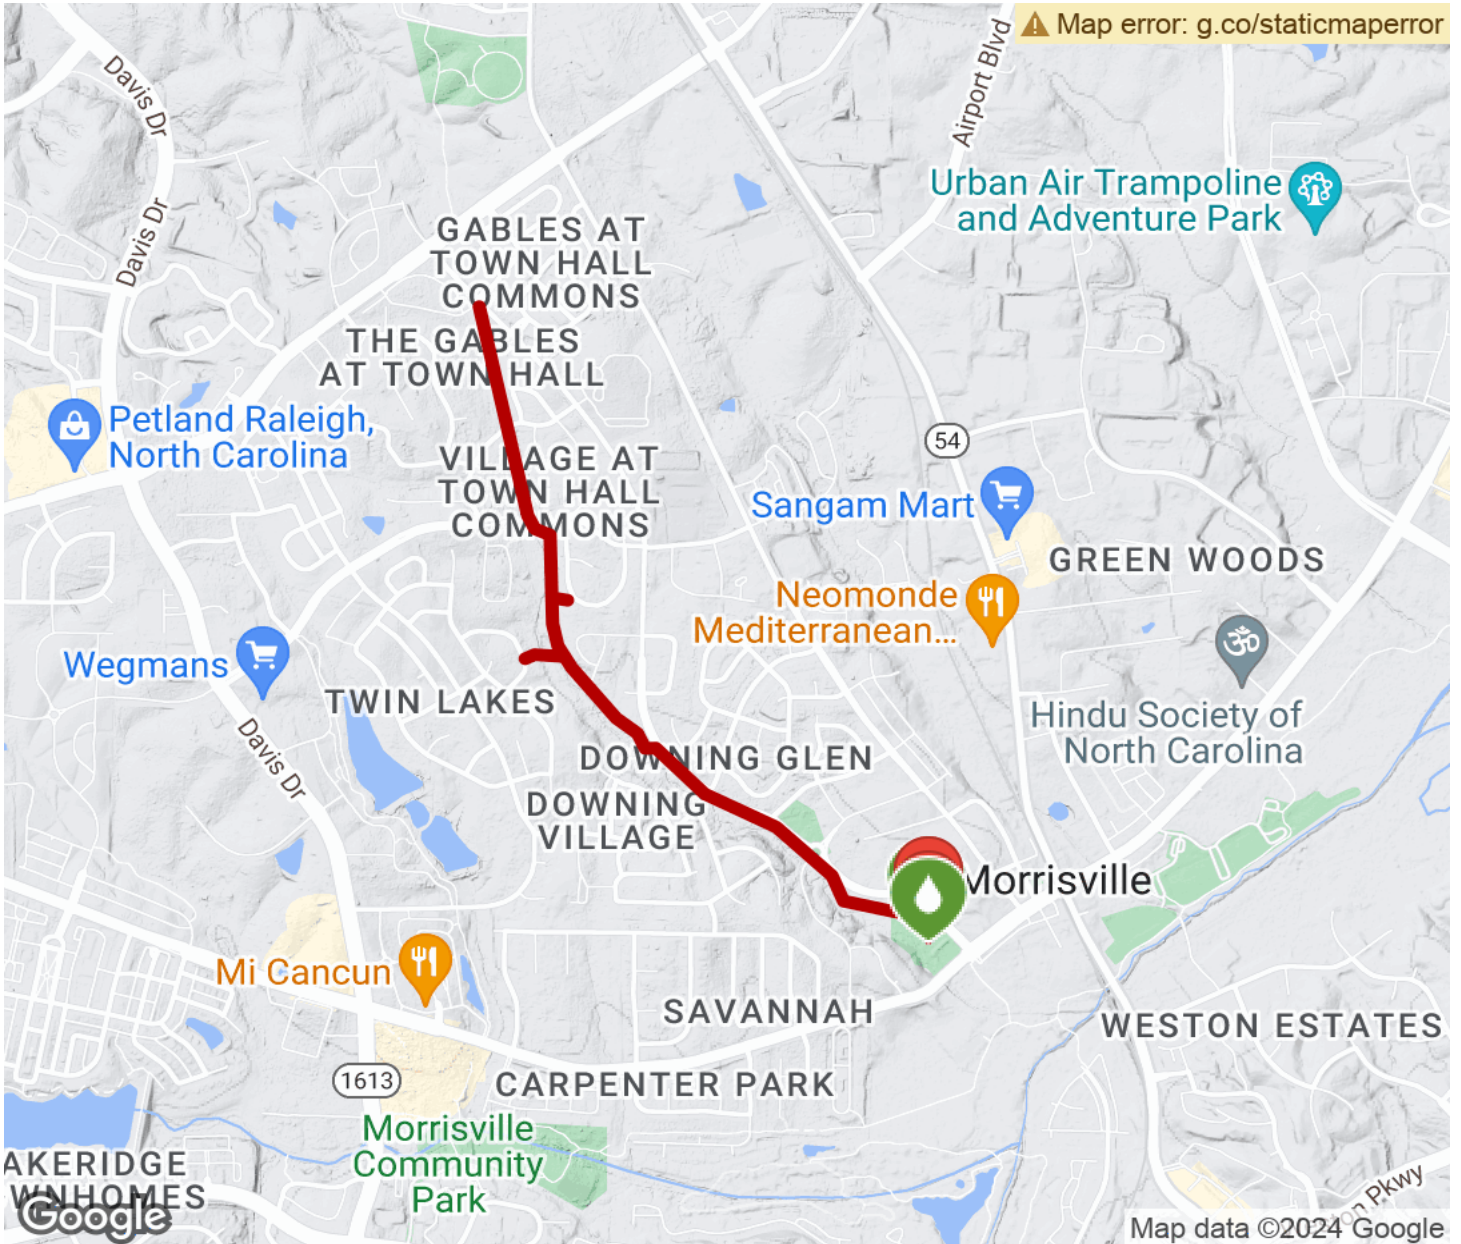 Map error: g.co/staticmaperror
Davis Dr
Airport Blvd
Urban Air Trampoline
and Adventure Park
Davis Dr
GABLES AT
TOWN HALL
COMMONS
THE GABLES
AT TOWN HALL
Petland Raleigh,
North Carolina
54
VILLAGE AT
TOWN HALL
COMMONS
Sangam Mart
GREEN WOODS
Neomonde
Mediterranean...
Wegmans
TWIN LAKES
Hindu Society of
North Carolina
Davis Dr
DOWNING GLEN
DOWNING
VILLAGE
Morrisville
Mi Cancun
SAVANNAH
WESTON ESTATES
1613
CARPENTER PARK
Morrisville
Community
Park
AKERIDGE
WNHOMES
Google
Pkwy
Map data ©2024 Google